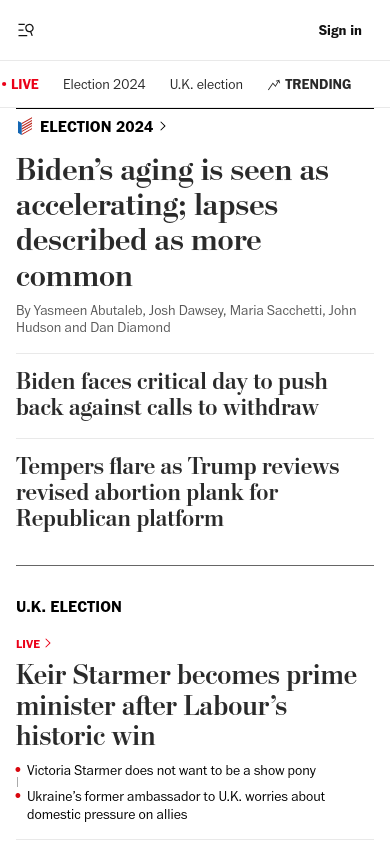 Sign in
LIVE
Election 2024
U.K. election
TRENDING
ELECTION 2024
Biden’s aging is seen as
accelerating; lapses
described as more
common
By Yasmeen Abutaleb, Josh Dawsey, Maria Sacchetti, John
Hudson and Dan Diamond
Biden faces critical day to push
back against calls to withdraw
Tempers flare as Trump reviews
revised abortion plank for
Republican platform
U.K. ELECTION
LIVE
Keir Starmer becomes prime
minister after Labour’s
historic win
Victoria Starmer does not want to be a show pony
Ukraine’s former ambassador to U.K. worries about
domestic pressure on allies